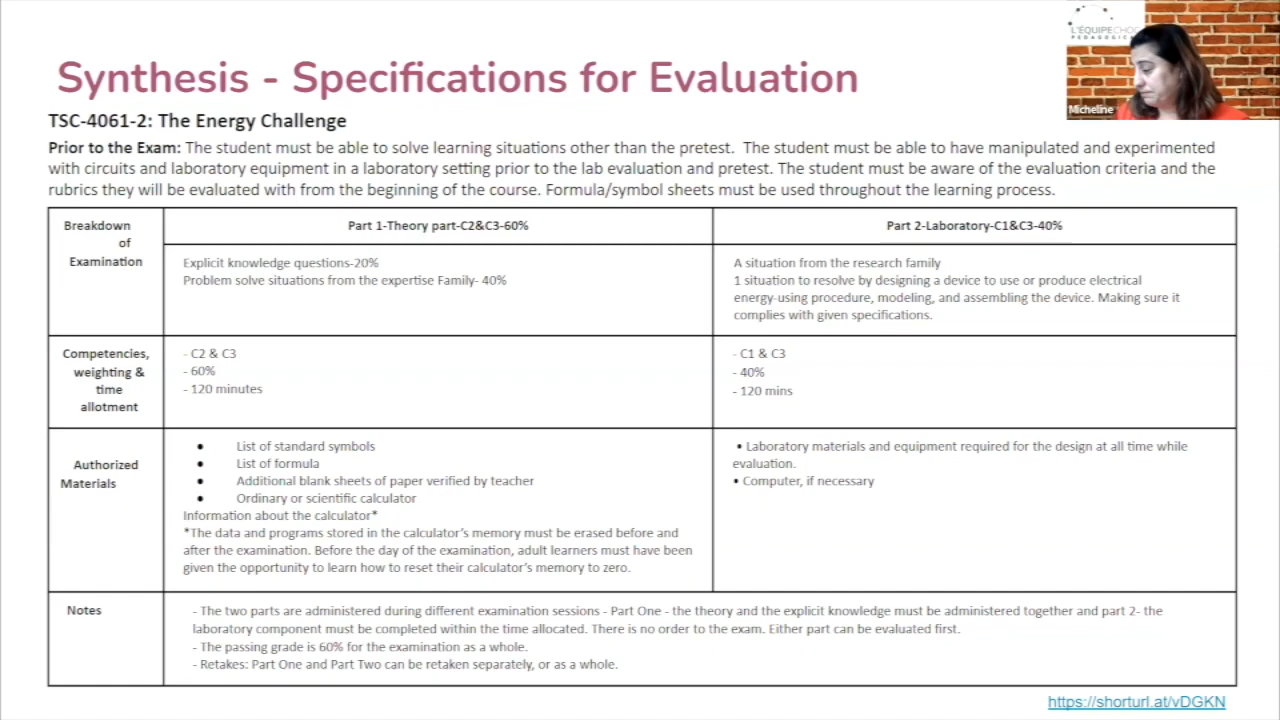 L'ÉQUIPE
PÉDAGOGI
Micheline
Synthesis - Specifications for Evaluation
TSC-4061-2: The Energy Challenge
Prior to the Exam: The student must be able to solve learning situations other than the pretest. The student must be able to have manipulated and experimented
with circuits and laboratory equipment in a laboratory setting prior to the lab evaluation and pretest. The student must be aware of the evaluation criteria and the
rubrics they will be evaluated with from the beginning of the course. Formula/symbol sheets must be used throughout the learning process.
Breakdown
of
Examination
Part 1-Theory part-C2&C3-60%
Part 2-Laboratory-C1&C3-40%
Explicit knowledge questions-20%
Problem solve situations from the expertise Family- 40%
A situation from the research family
1 situation to resolve by designing a device to use or produce electrical
energy-using procedure, modeling, and assembling the device. Making sure it
complies with given specifications.
Competencies,
weighting &
time
allotment
- C2 & C3
- 60%
- 120 minutes
- C1 & C3
- 40%
- 120 mins
Authorized
Materials
• List of standard symbols
• List of formula
• Additional blank sheets of paper verified by teacher
• Ordinary or scientific calculator
Information about the calculator*
*The data and programs stored in the calculator's memory must be erased before and
after the examination. Before the day of the examination, adult learners must have been
given the opportunity to learn how to reset their calculator's memory to zero.
• Laboratory materials and equipment required for the design at all time while
evaluation.
• Computer, if necessary
Notes
- The two parts are administered during different examination sessions - Part One - the theory and the explicit knowledge must be administered together and part 2- the
laboratory component must be completed within the time allocated. There is no order to the exam. Either part can be evaluated first.
- The passing grade is 60% for the examination as a whole.
- Retakes: Part One and Part Two can be retaken separately, or as a whole.
https://shorturl.at/vDGKN